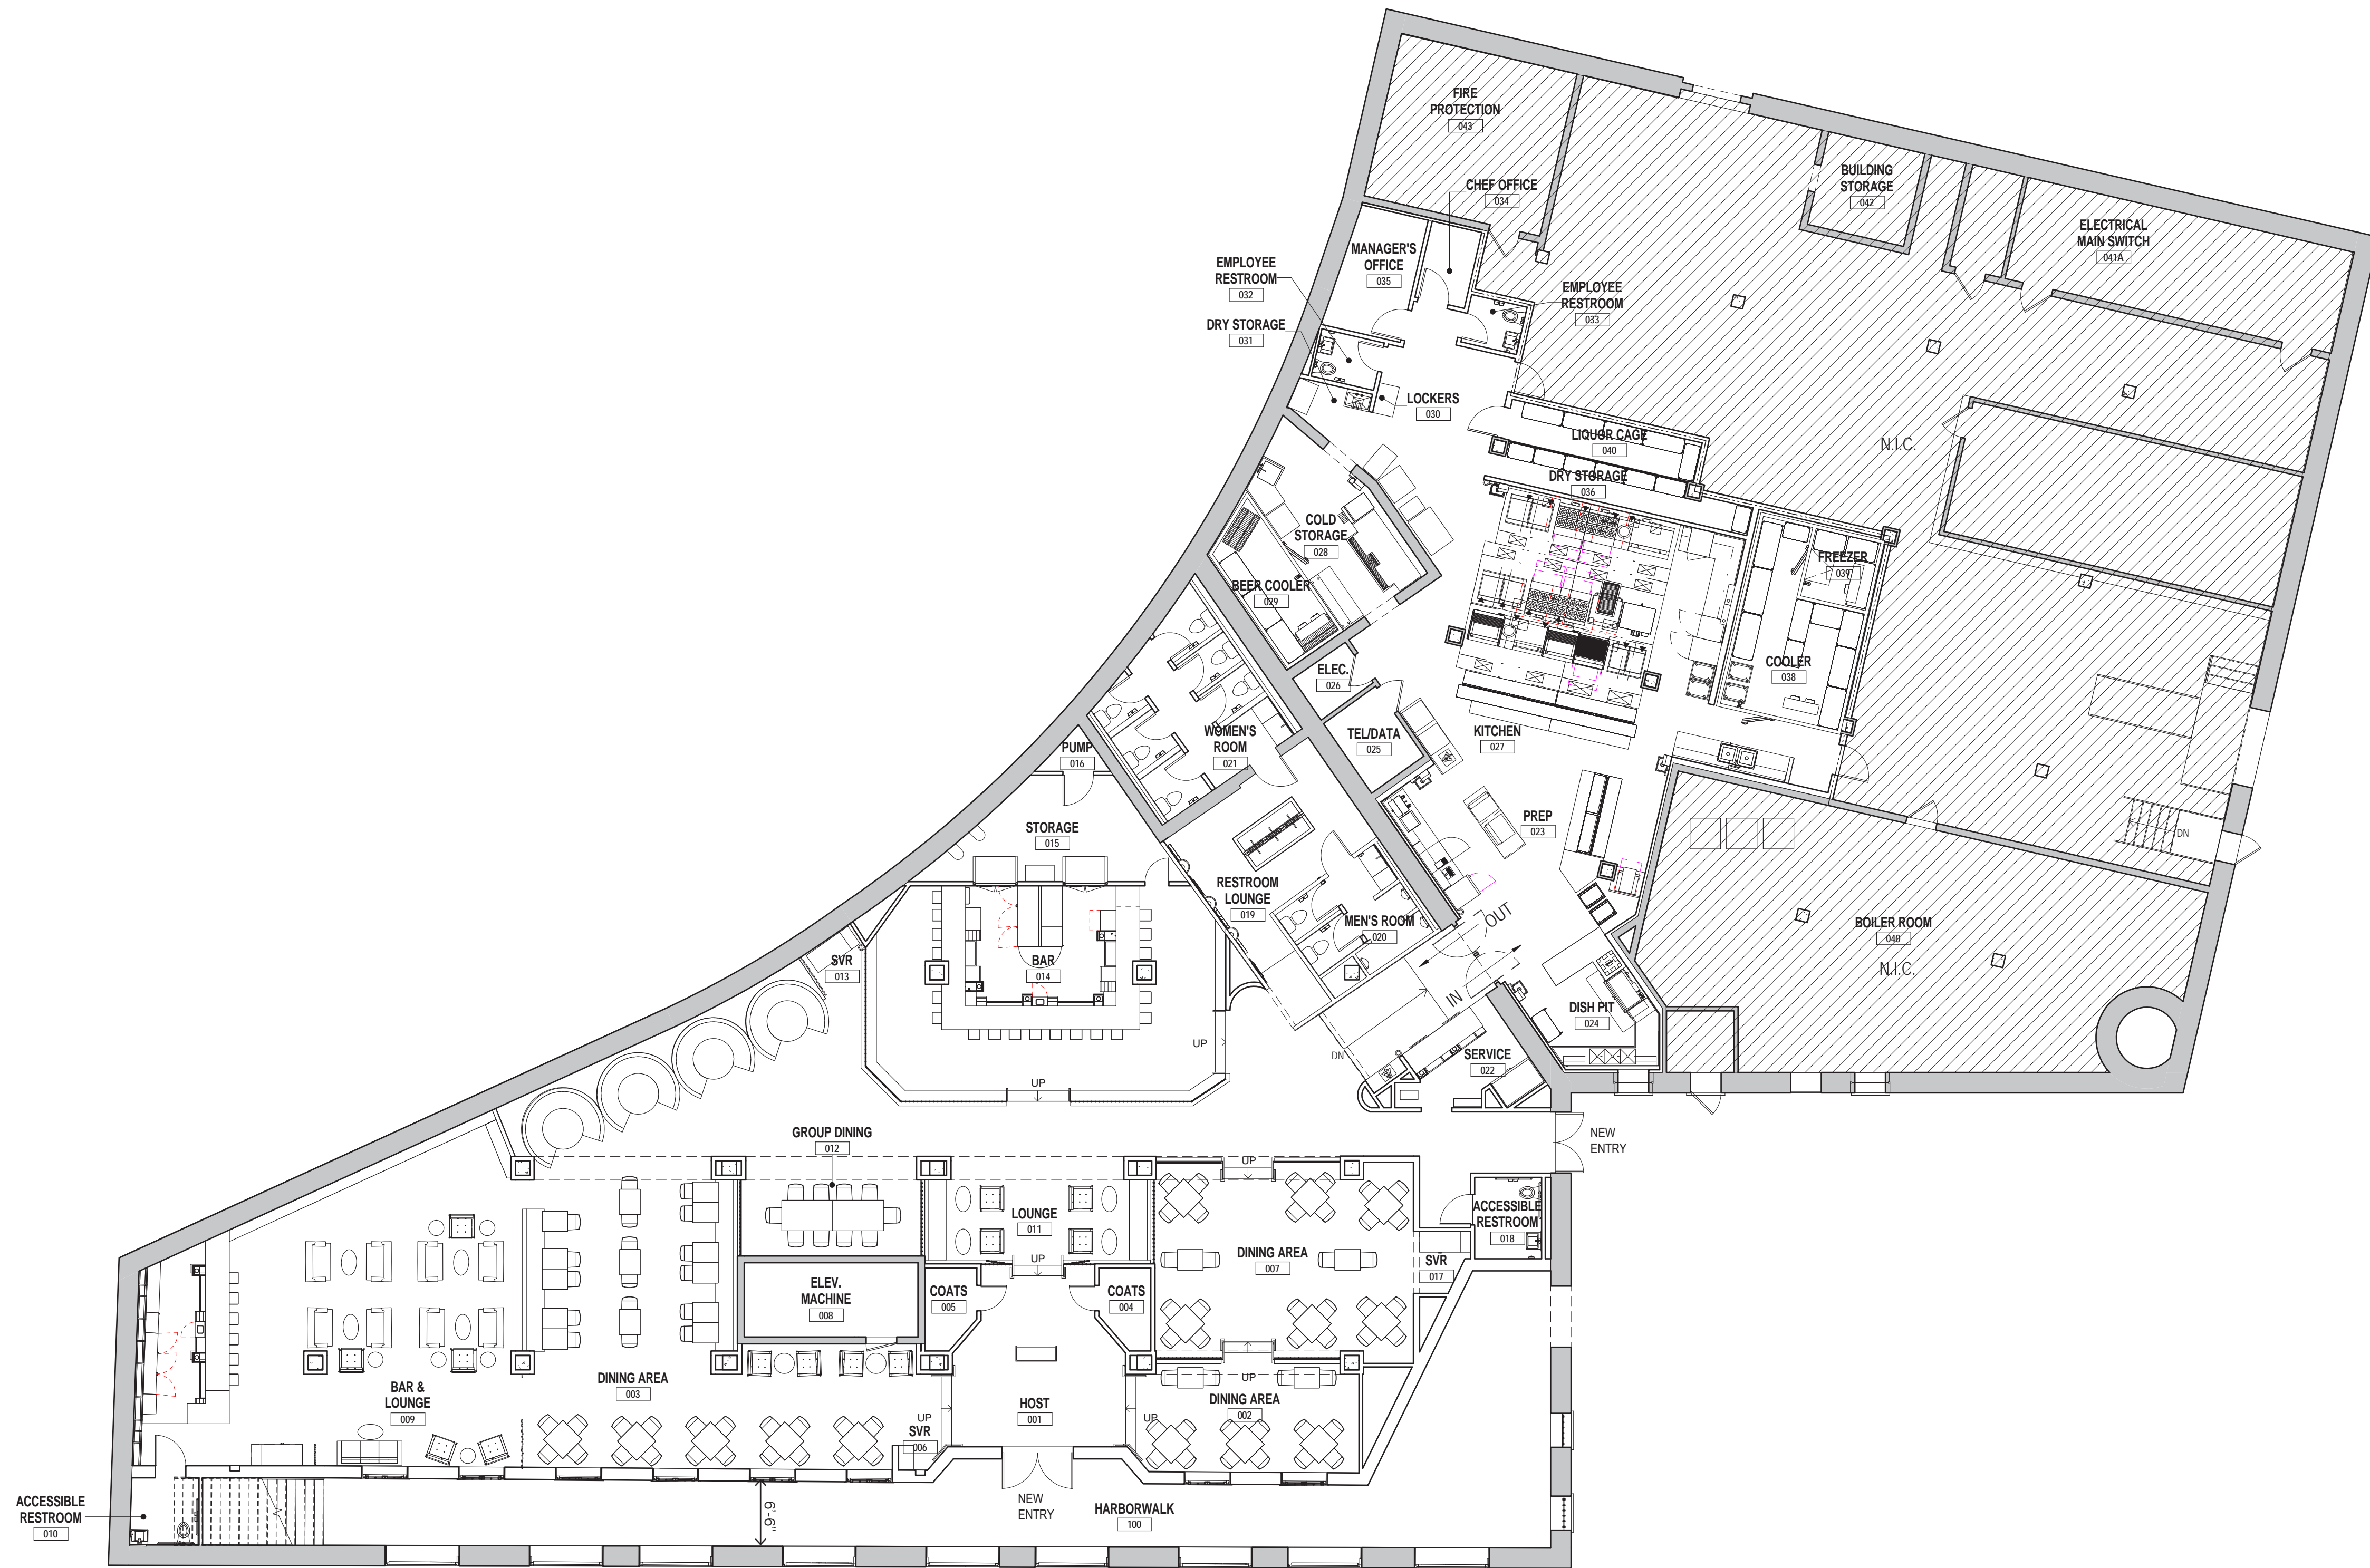 FIRE
PROTECTION
043
BUILDING
STORAGE
042
CHEF OFFICE
034
ELECTRICAL
MAIN SWITCH
041A
MANAGER'S
OFFICE
035
EMPLOYEE
RESTROOM
032
EMPLOYEE
RESTROOM
033
DRY STORAGE
031
LOCKERS
030
LIQUOR CAGE
040
N.I.C.
DRY STORAGE
036
COLD
STORAGE
028
FREEZER
039
BEER COOLER
029
ELEC.
026
COOLER
038
WOMEN'S
ROOM
021
TEL/DATA
025
KITCHEN
027
PUMP
016
STORAGE
015
PREP
023
DN
RESTROOM
LOUNGE
019
MEN'S ROOM
020
OUT
BOILER ROOM
040
N.I.C.
SVR
013
BAR
014
IN
DISH PIT
024
UP
DN
SERVICE
022
UP
GROUP DINING
012
NEW
ENTRY
UP
LOUNGE
011
ACCESSIBLE
RESTROOM
018
DINING AREA
007
UP
SVR
017
ELEV.
MACHINE
008
COATS
005
COATS
004
UP
DINING AREA
003
BAR &
LOUNGE
009
HOST
001
DINING AREA
002
UP
UP
SVR
006
NEW
ENTRY
HARBORWALK
100
9'-6"
ACCESSIBLE
RESTROOM
010